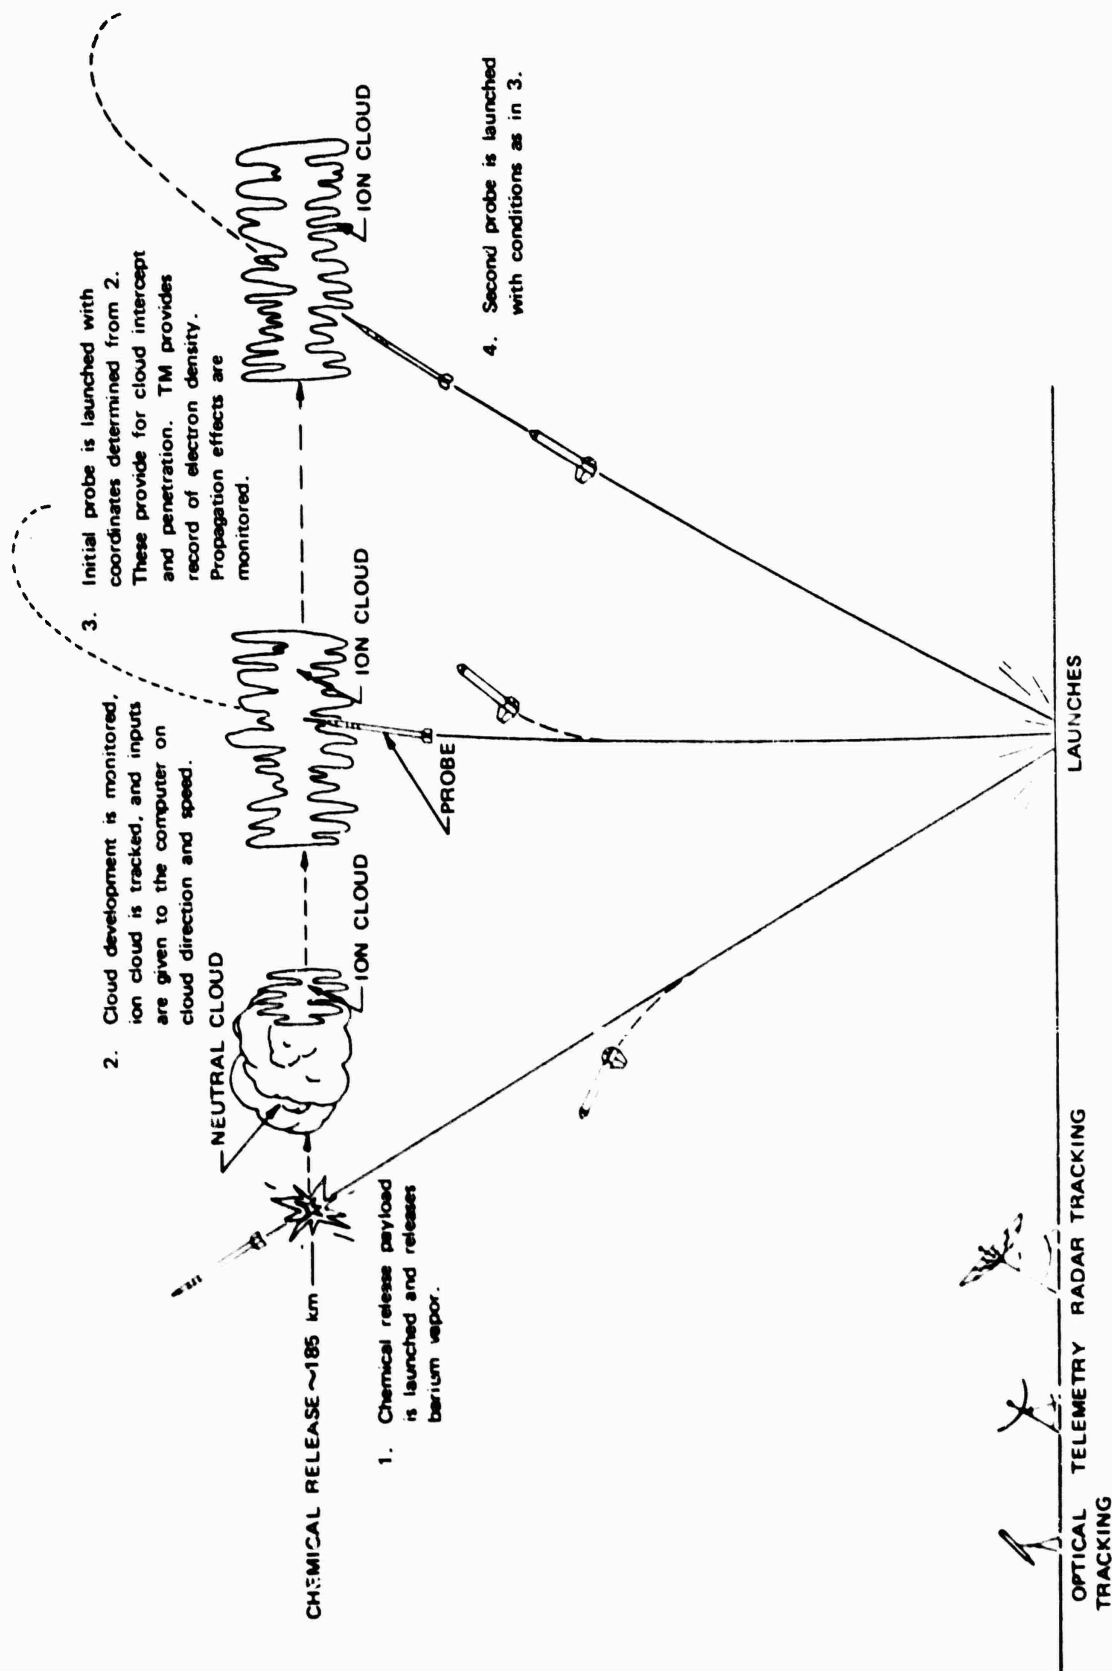 CHEMICAL RELEASE ~185 km
1. Chemical release payload
is launched and releases
barium vapor.
NEUTRAL CLOUD
ION CLOUD
2. Cloud development is monitored,
ion cloud is tracked, and inputs
are given to the computer on
cloud direction and speed.
PROBE
ION CLOUD
3. Initial probe is launched with
coordinates determined from 2.
These provide for cloud intercept
and penetration. TM provides
record of electron density.
Propagation effects are
monitored.
ION CLOUD
4. Second probe is launched
with conditions as in 3.
OPTICAL
TRACKING
TELEMETRY
RADAR TRACKING
LAUNCHES